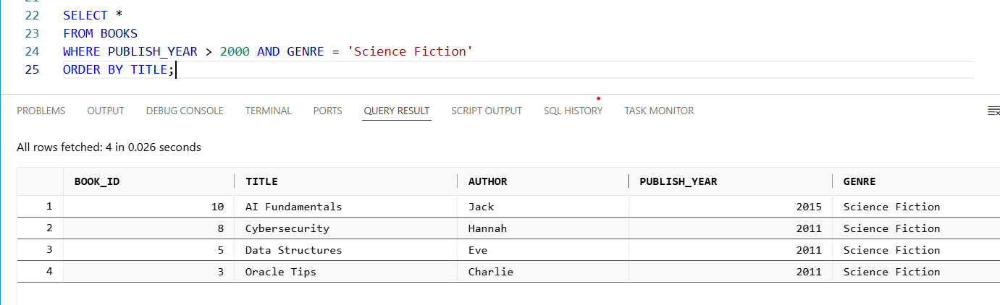 21
22 SELECT *
23 FROM BOOKS
24 WHERE PUBLISH_YEAR > 2000 AND GENRE = 'Science Fiction'
25 ORDER BY TITLE;
PROBLEMS OUTPUT DEBUG CONSOLE TERMINAL PORTS QUERY RESULT SCRIPT OUTPUT SQL HISTORY TASK MONITOR
All rows fetched: 4 in 0.026 seconds
BOOK_ID TITLE AUTHOR PUBLISH_YEAR GENRE
1 10 AI Fundamentals Jack 2015 Science Fiction
2 8 Cybersecurity Hannah 2011 Science Fiction
3 5 Data Structures Eve 2011 Science Fiction
4 3 Oracle Tips Charlie 2011 Science Fiction